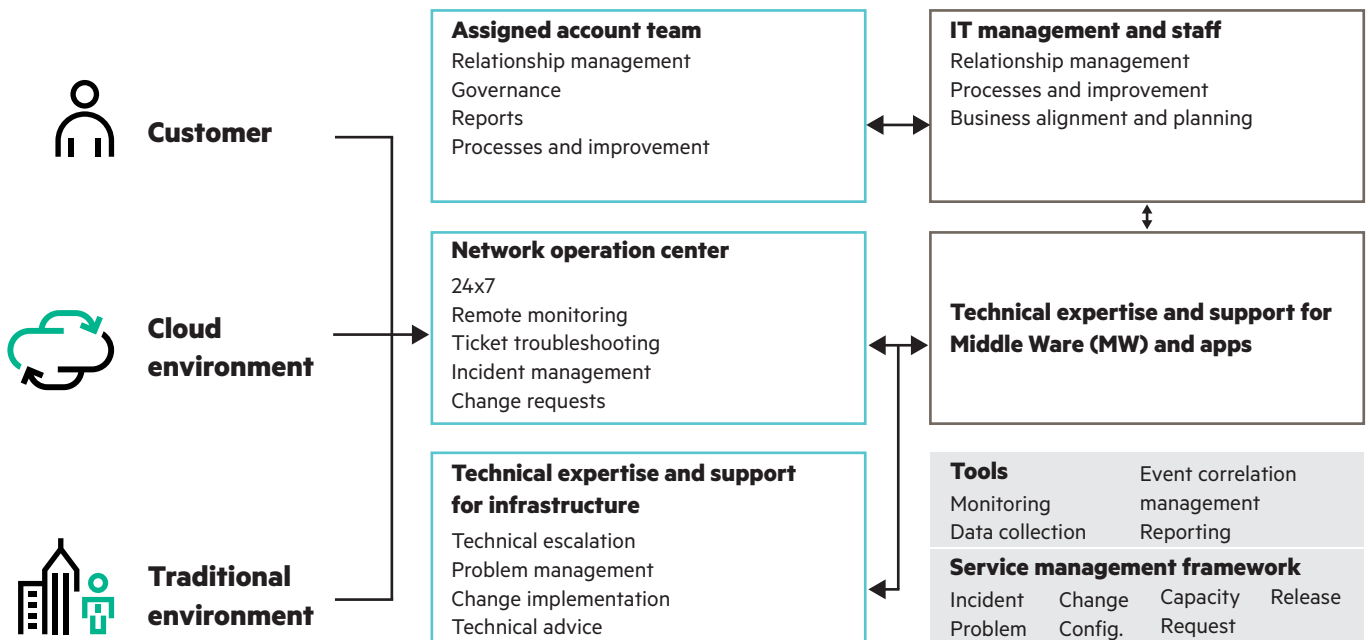 Customer
Cloud
environment
Traditional
environment
Assigned account team
Relationship management
Governance
Reports
Processes and improvement
Network operation center
24x7
Remote monitoring
Ticket troubleshooting
Incident management
Change requests
Technical expertise and support
for infrastructure
Technical escalation
Problem management
Change implementation
Technical advice
IT management and staff
Relationship management
Processes and improvement
Business alignment and planning
Technical expertise and support for
Middle Ware (MW) and apps
Tools
Monitoring
Data collection
Event correlation
management
Reporting
Service management framework
Incident
Problem
Change
Config.
Capacity
Request
Release